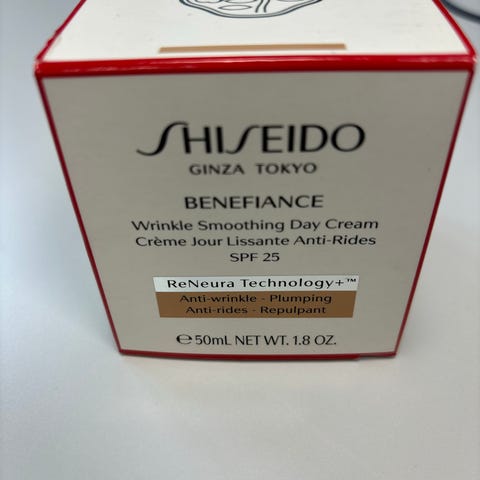 SHISEIDO
GINZA TOKYO
BENEFIANCE
Wrinkle Smoothing Day Cream
Crème Jour Lissante Anti-Rides
SPF 25
ReNeura Technology+™
Anti-wrinkle - Plumping
Anti-rides - Repulpant
℮50mL NET WT. 1.8 OZ.